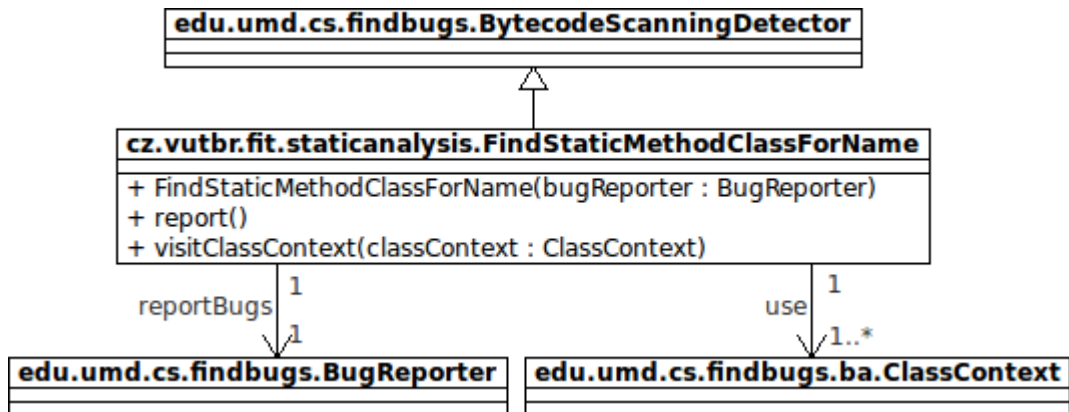 edu.umd.cs.findbugs.BytecodeScanningDetector
cz.vutbr.fit.staticanalysis.FindStaticMethodClassForName
+ FindStaticMethodClassForName(bugReporter : BugReporter)
+ report()
+ visitClassContext(classContext : ClassContext)
1
1
reportBugs
use
1
1..*
edu.umd.cs.findbugs.BugReporter
edu.umd.cs.findbugs.ba.ClassContext